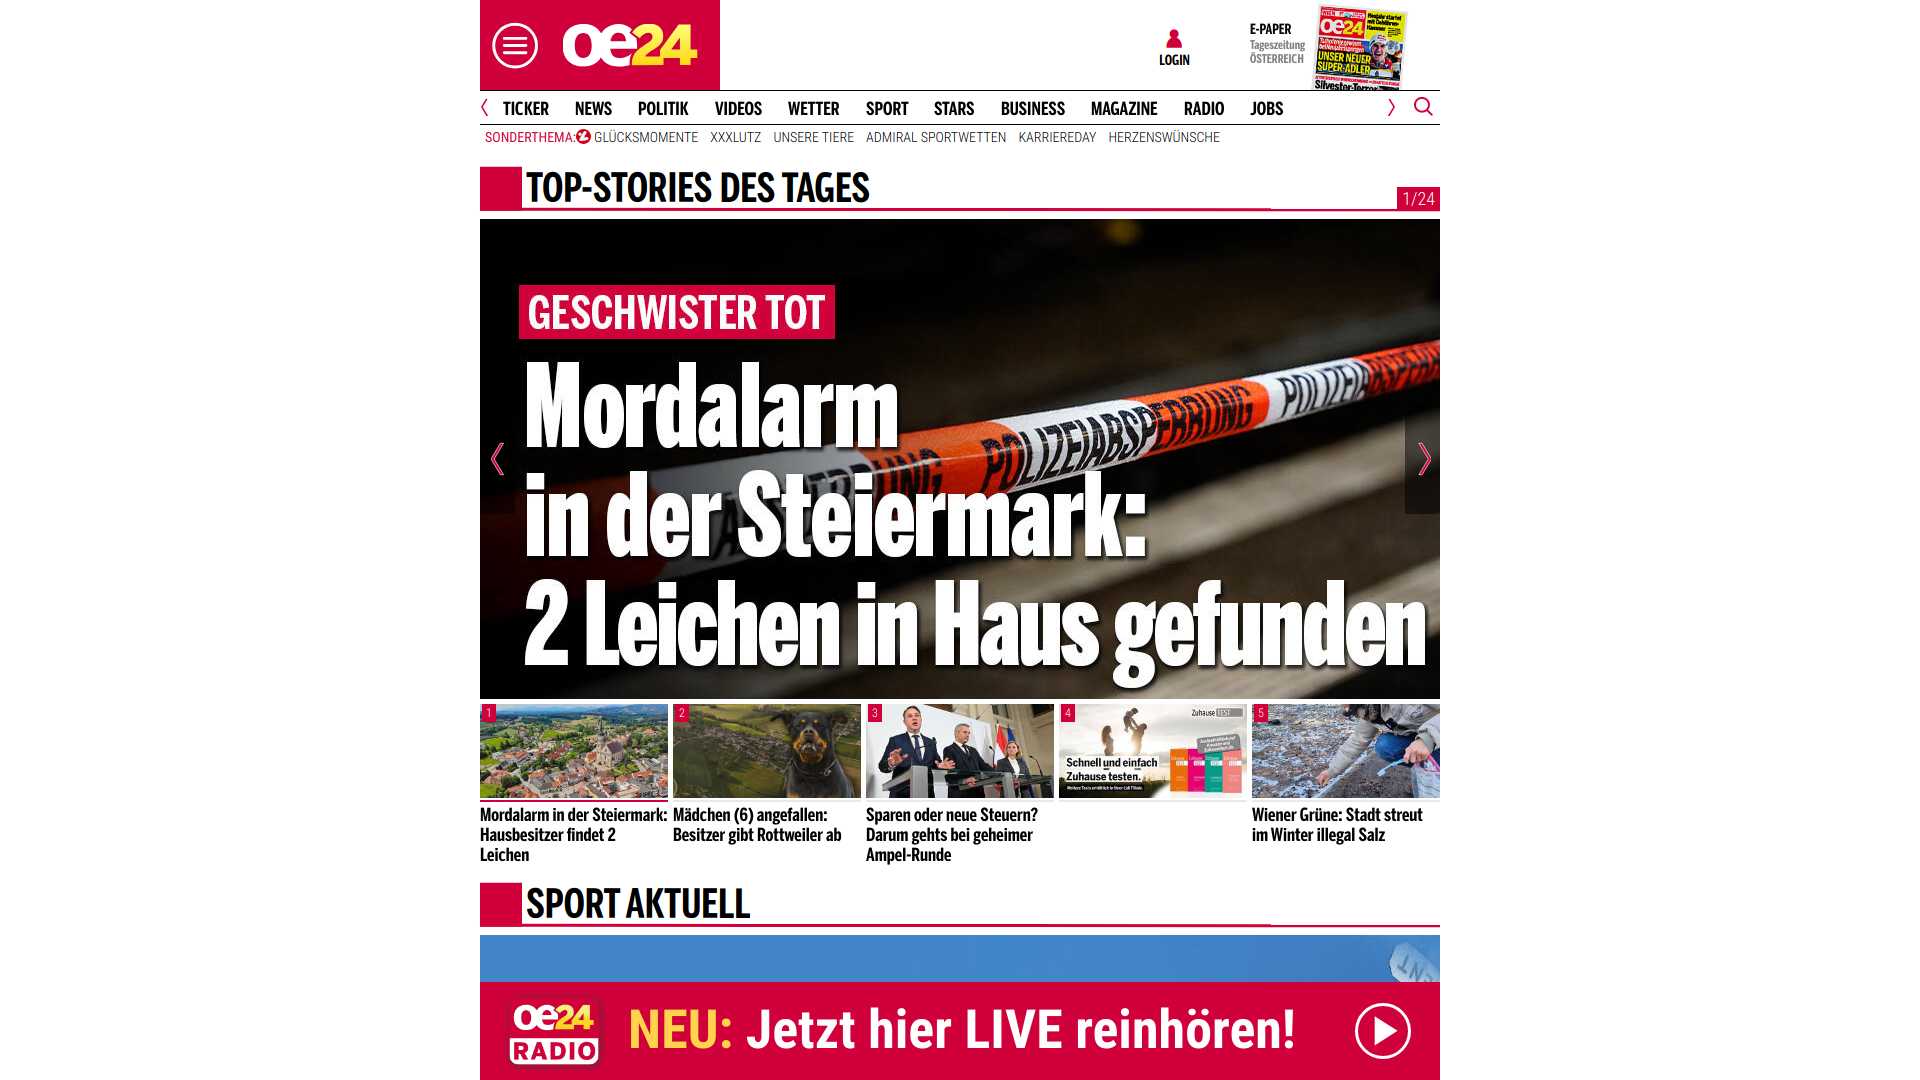 oe24
LOGIN
E-PAPER
Tageszeitung
ÖSTERREICH
oe24
UNSER NEUER
SUPER-ADLER
TICKER NEWS POLITIK VIDEOS WETTER SPORT STARS BUSINESS MAGAZINE RADIO JOBS
SONDERTHEMA: GLÜCKSMOMENTE XXXLUTZ UNSERE TIERE ADMIRAL SPORTWETTEN KARRIEREDAY HERZENSWÜNSCHE
TOP-STORIES DES TAGES
1/24
GESCHWISTER TOT
POLIZEIABSPERRUNG
Mordalarm
in der Steiermark:
2 Leichen in Haus gefunden
1
Mordalarm in der Steiermark:
Hausbesitzer findet 2
Leichen
2
Mädchen (6) angefallen:
Besitzer gibt Rottweiler ab
3
Sparen oder neue Steuern?
Darum gehts bei geheimer
Ampel-Runde
4
Zuhause TEST
Schnell und einfach
Zuhause testen.
5
Wiener Grüne: Stadt streut
im Winter illegal Salz
SPORT AKTUELL
oe24
RADIO
NEU: Jetzt hier LIVE reinhören!